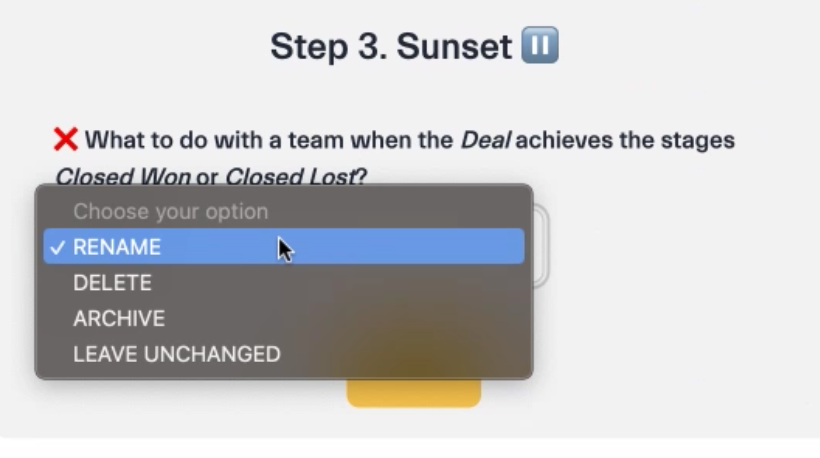 Step 3. Sunset ⏸️
❌ What to do with a team when the Deal achieves the stages
Closed Won or Closed Lost?
Choose your option
✓ RENAME
DELETE
ARCHIVE
LEAVE UNCHANGED